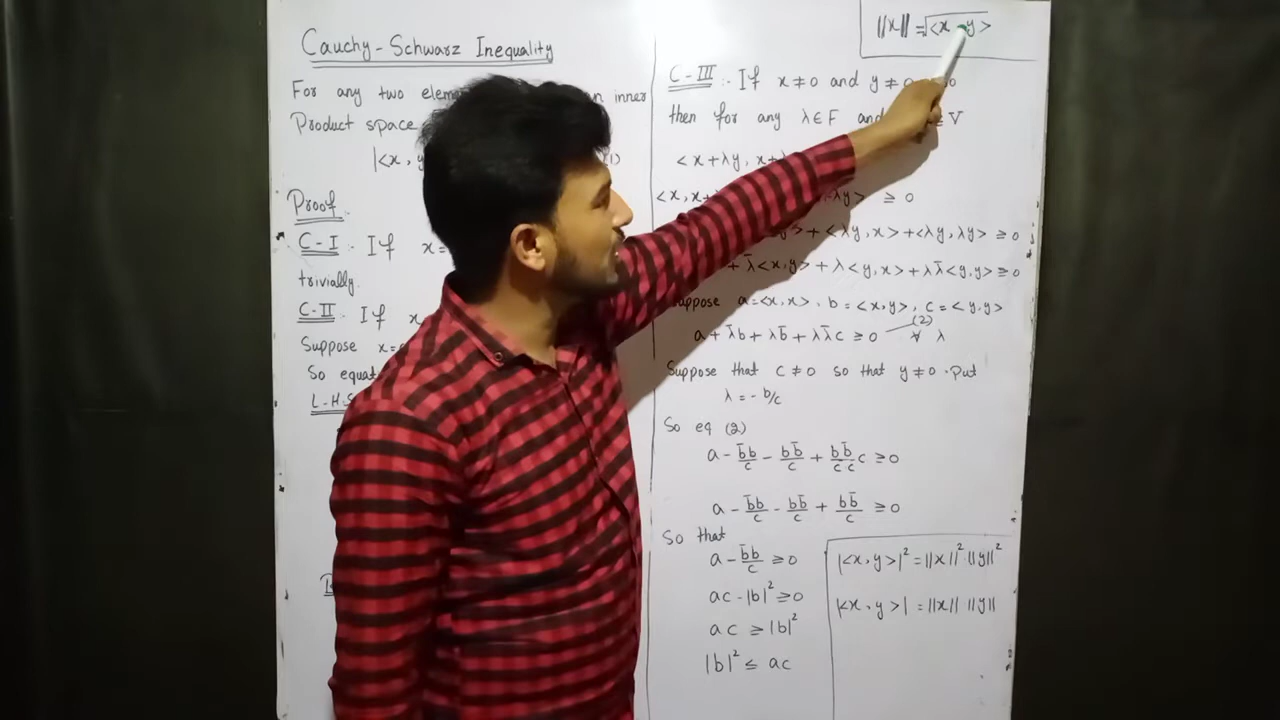 Cauchy-Schwarz Inequality
For any two inner
Product space
|<x, y 1)
Proof
C-I :- If x=
trivially.
C-II :- If x
Suppose x=
So equat
L.H.S
||x|| = √<x y>
C-III :- If x ≠ 0 and y ≠ 0
then for any λ∈F and V
<x+λy, x+
<x, x+ λy> ≥ 0
y> + <λy, x> + <λy, λy> ≥ 0
+ λ̄<x,y> + λ<y,x> + λλ̄<y,y> ≥ 0
Suppose a=<x,x>, b=<x,y>, c=<y,y>
a + λ̄b + λb̄ + λλ̄c ≥ 0 (2) ∀ λ
Suppose that c ≠ 0 so that y ≠ 0. Put
λ = - b/c
So eq (2)
a - b̄b/c - bb̄/c + bb̄/c̄c c ≥ 0
a - b̄b/c - bb̄/c + bb̄/c ≥ 0
So that
a - b̄b/c ≥ 0
ac - |b|² ≥ 0
ac ≥ |b|²
|b|² ≤ ac
|<x, y>|² = ||x||² ||y||²
|<x, y>| = ||x|| ||y||